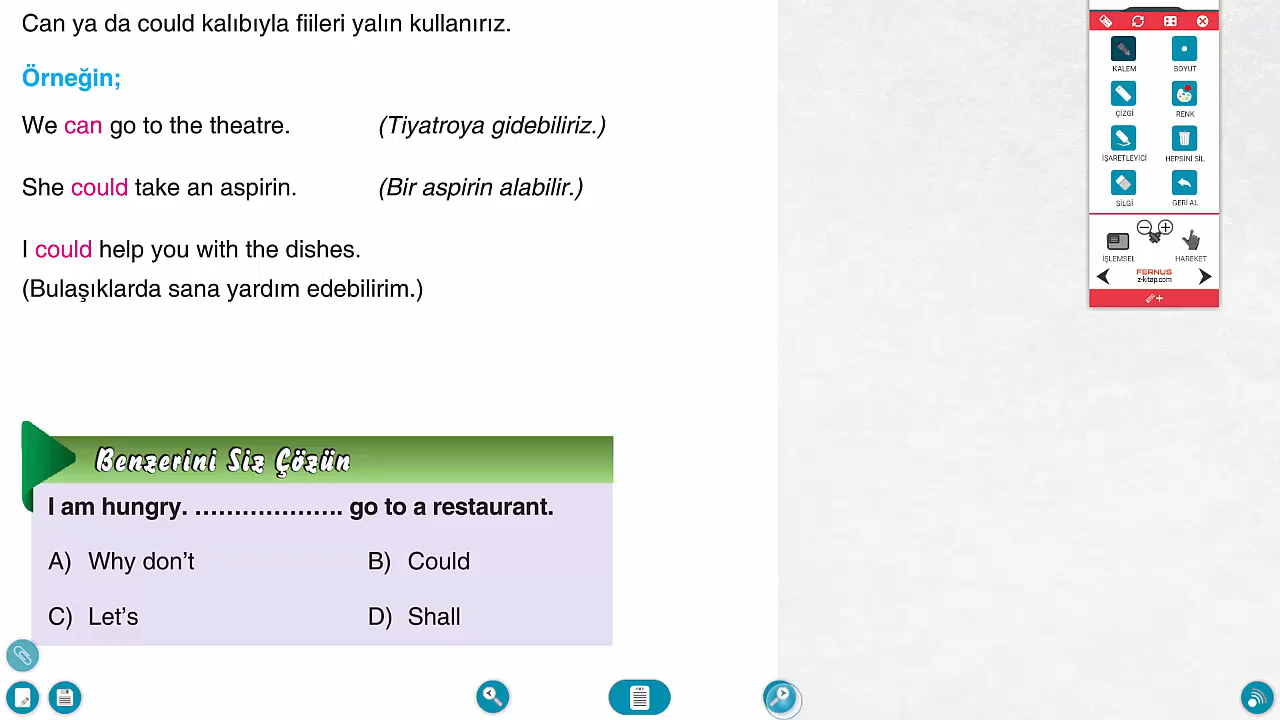 Can ya da could kalıbıyla fiileri yalın kullanırız.
Örneğin;
We can go to the theatre. (Tiyatroya gidebiliriz.)
She could take an aspirin. (Bir aspirin alabilir.)
I could help you with the dishes.
(Bulaşıklarda sana yardım edebilirim.)
Benzerini Siz Çözün
I am hungry. ................... go to a restaurant.
A) Why don't B) Could
C) Let's D) Shall
KALEM BOYUT
ÇİZGİ RENK
İŞARETLEYİCİ HEPSİNİ SİL
SİLGİ GERİ AL
İŞLEMSEL HAREKET
FERNUS
z-kitap.com